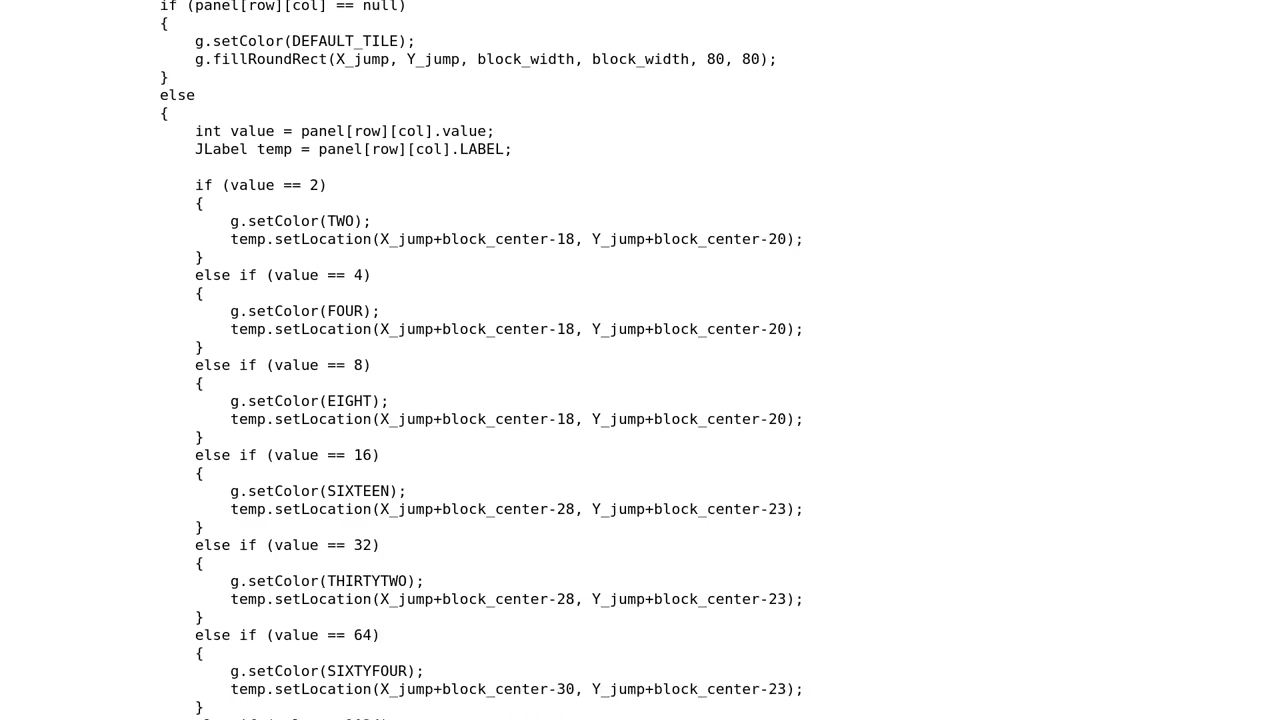 if (panel[row][col] == null)
{
    g.setColor(DEFAULT_TILE);
    g.fillRoundRect(X_jump, Y_jump, block_width, block_width, 80, 80);
}
else
{
    int value = panel[row][col].value;
    JLabel temp = panel[row][col].LABEL;

    if (value == 2)
    {
        g.setColor(TWO);
        temp.setLocation(X_jump+block_center-18, Y_jump+block_center-20);
    }
    else if (value == 4)
    {
        g.setColor(FOUR);
        temp.setLocation(X_jump+block_center-18, Y_jump+block_center-20);
    }
    else if (value == 8)
    {
        g.setColor(EIGHT);
        temp.setLocation(X_jump+block_center-18, Y_jump+block_center-20);
    }
    else if (value == 16)
    {
        g.setColor(SIXTEEN);
        temp.setLocation(X_jump+block_center-28, Y_jump+block_center-23);
    }
    else if (value == 32)
    {
        g.setColor(THIRTYTWO);
        temp.setLocation(X_jump+block_center-28, Y_jump+block_center-23);
    }
    else if (value == 64)
    {
        g.setColor(SIXTYFOUR);
        temp.setLocation(X_jump+block_center-30, Y_jump+block_center-23);
    }